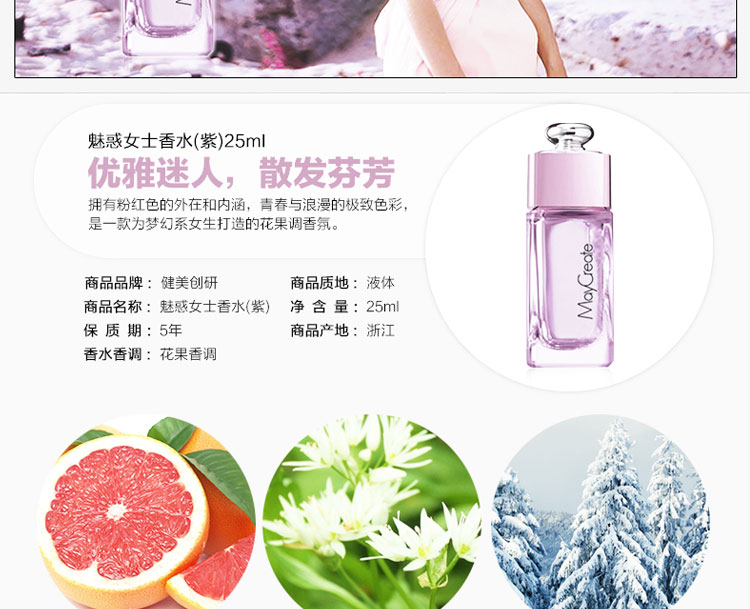 魅惑女士香水(紫)25ml
优雅迷人，散发芬芳
拥有粉红色的外在和内涵，青春与浪漫的极致色彩，
是一款为梦幻系女生打造的花果调香氛。
商品品牌：健美创研 商品质地：液体
商品名称：魅惑女士香水(紫) 净 含 量：25ml
保 质 期：5年 商品产地：浙江
香水香调：花果香调
MayCreate